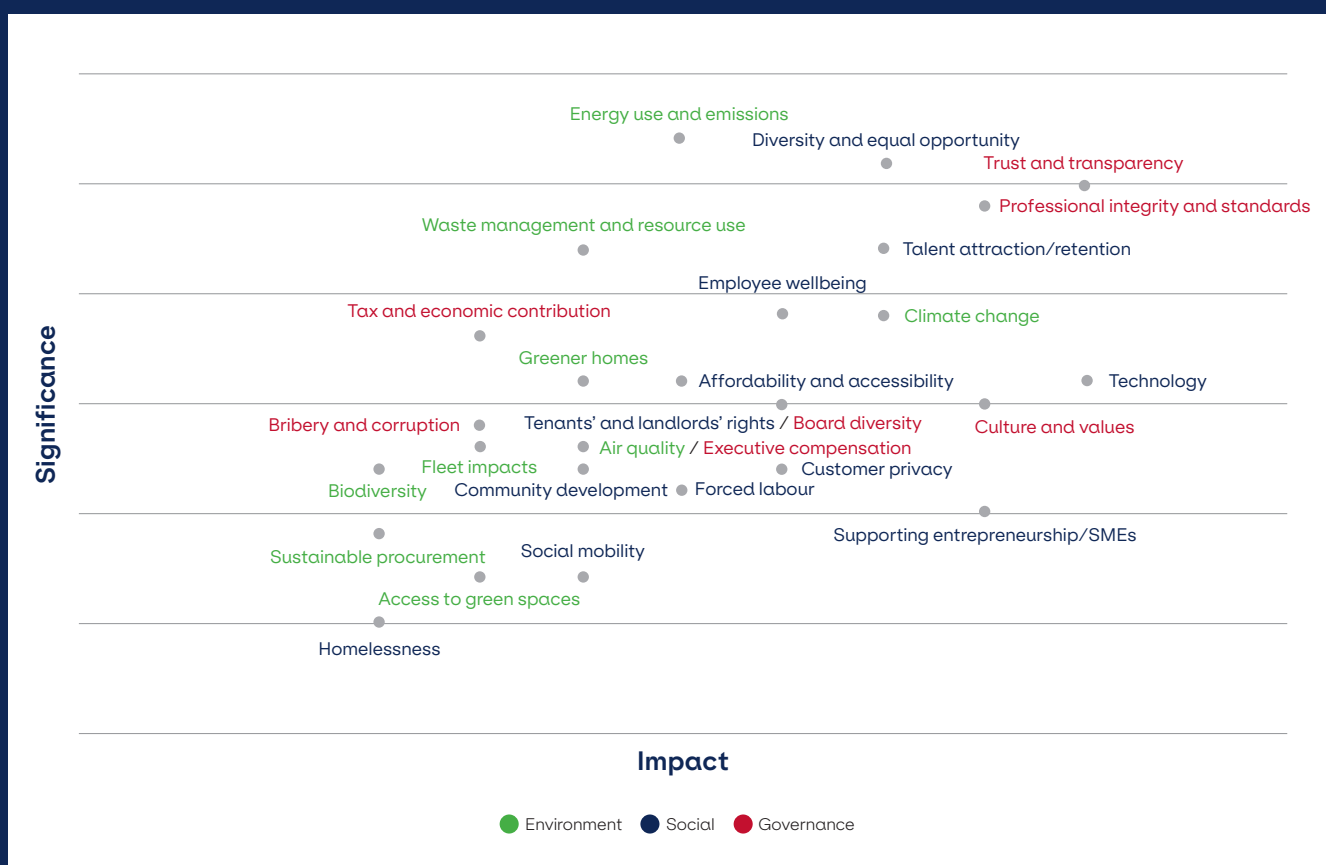 Energy use and emissions
Diversity and equal opportunity
Trust and transparency
Professional integrity and standards
Waste management and resource use
Talent attraction/retention
Employee wellbeing
Tax and economic contribution
Climate change
Greener homes
Affordability and accessibility
Technology
Significance
Bribery and corruption
Tenants’ and landlords’ rights / Board diversity
Culture and values
Air quality / Executive compensation
Fleet impacts
Customer privacy
Biodiversity
Community development
Forced labour
Supporting entrepreneurship/SMEs
Sustainable procurement
Social mobility
Access to green spaces
Homelessness
Impact
Environment
Social
Governance